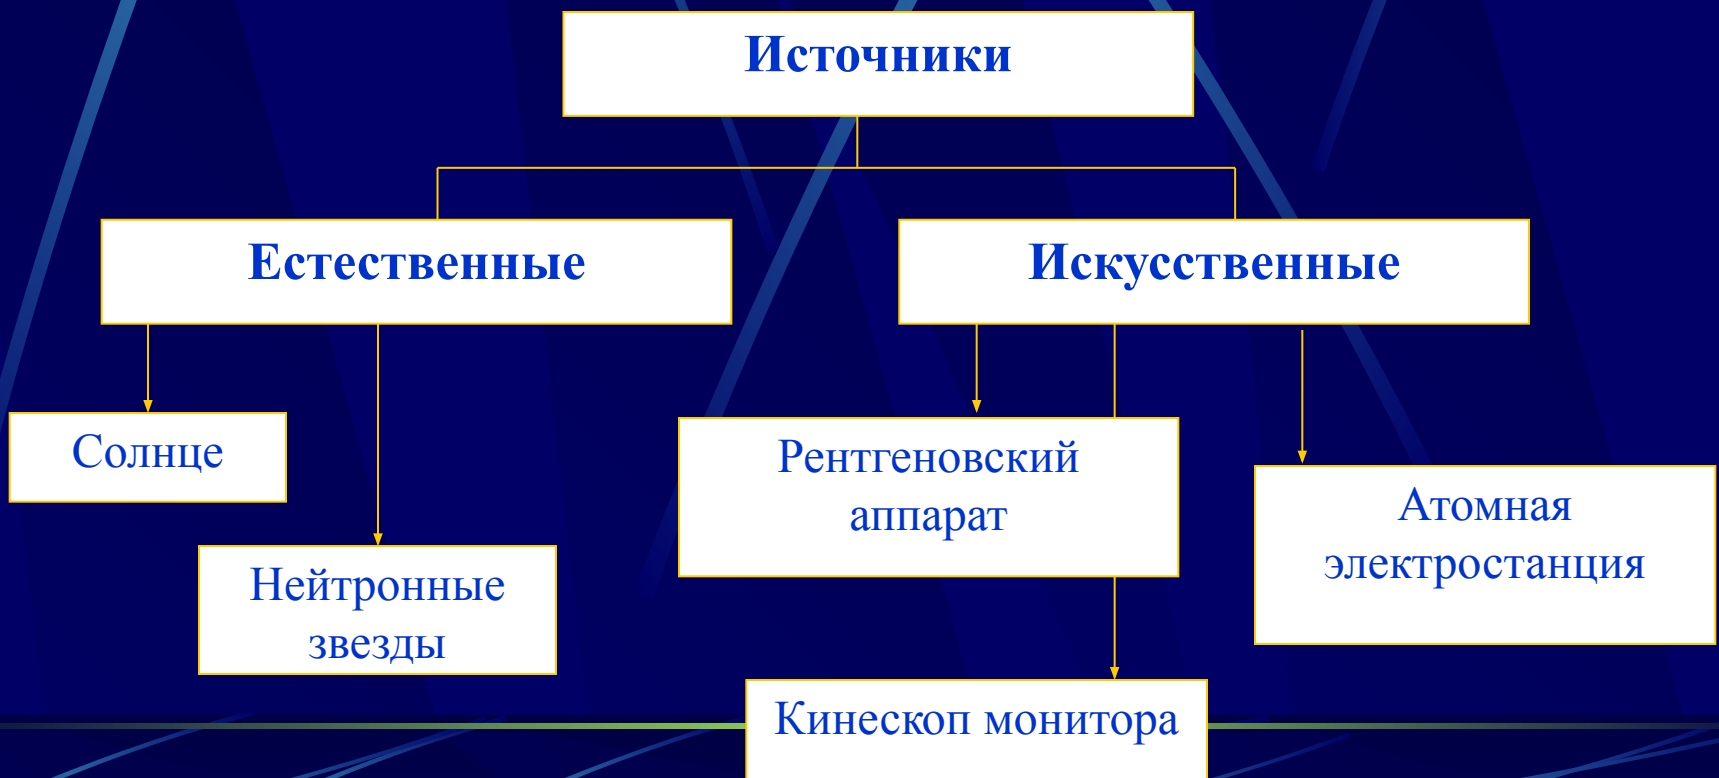 Источники
Естественные
Искусственные
Солнце
Нейтронные
звезды
Рентгеновский
аппарат
Кинескоп монитора
Атомная
электростанция